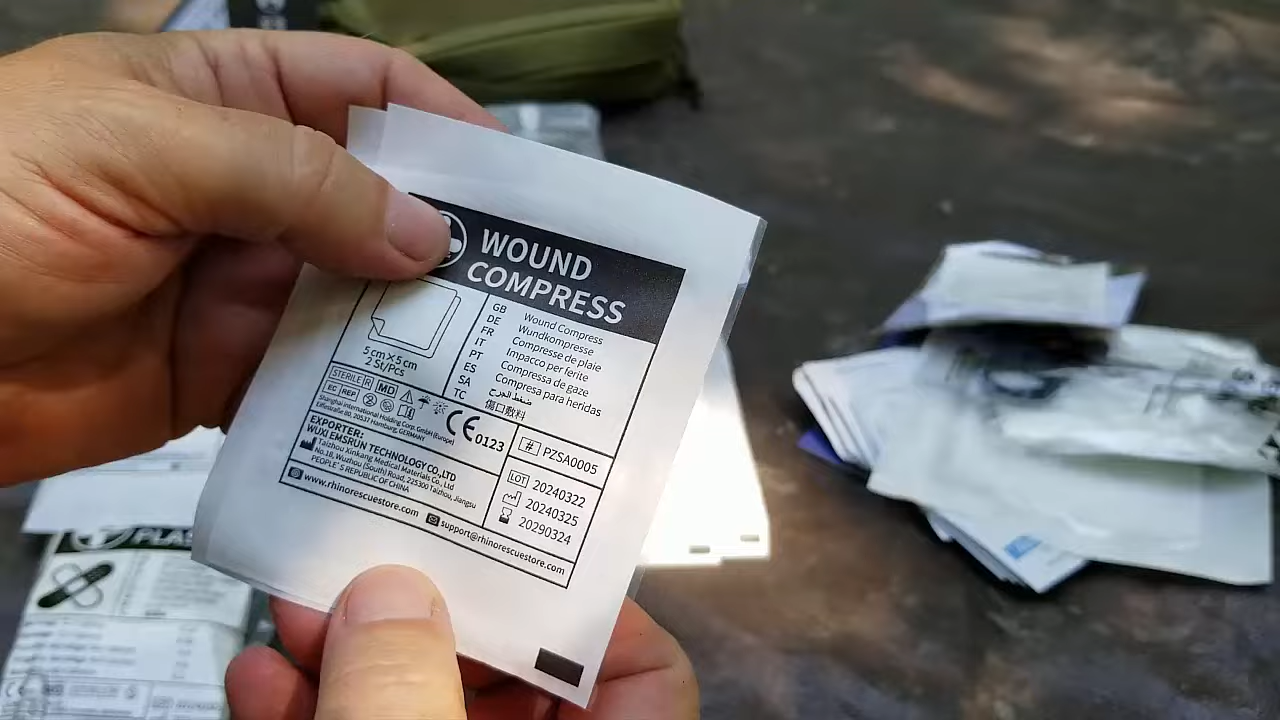 WOUND
COMPRESS
5cm X 5cm
2 St/Pcs
GB Wound Compress
DE Wundkompresse
FR Compresse de plaie
IT Impacco per ferite
PT Compressa de gaze
ES Compresa para heridas
SA ضغط الجرح
TC 傷口敷料
STERILE R MD
EC REP
CE 0123
Shanghai International Holding Corp. GmbH (Europe)
Eiffestraße 80, 20537 Hamburg, GERMANY
EXPORTER:
WUXI EMSRUN TECHNOLOGY CO.,LTD
Taizhou Xinkang Medical Materials Co., Ltd
No.18, Wuzhou (South) Road, 225300 Taizhou, Jiangsu
PEOPLE'S REPUBLIC OF CHINA
# PZSA0005
LOT 20240322
20240325
20290324
www.rhinorescuestore.com support@rhinorescuestore.com
PLAS